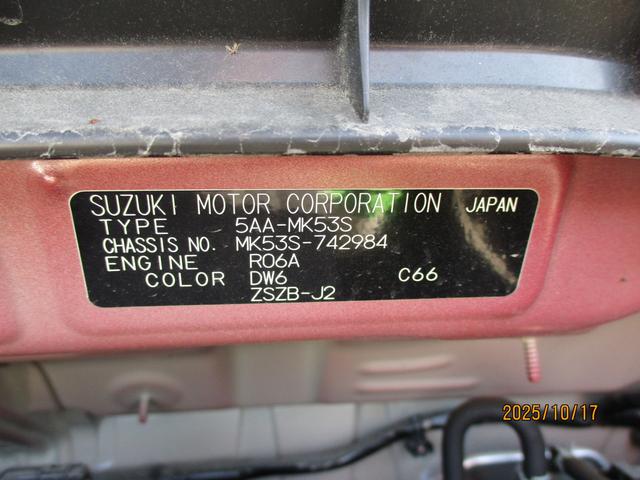 SUZUKI MOTOR CORPORATION JAPAN
TYPE 5AA-MK53S
CHASSIS NO. MK53S-742984
ENGINE R06A
COLOR DW6 C66
ZSZB-J2
2025/10/17